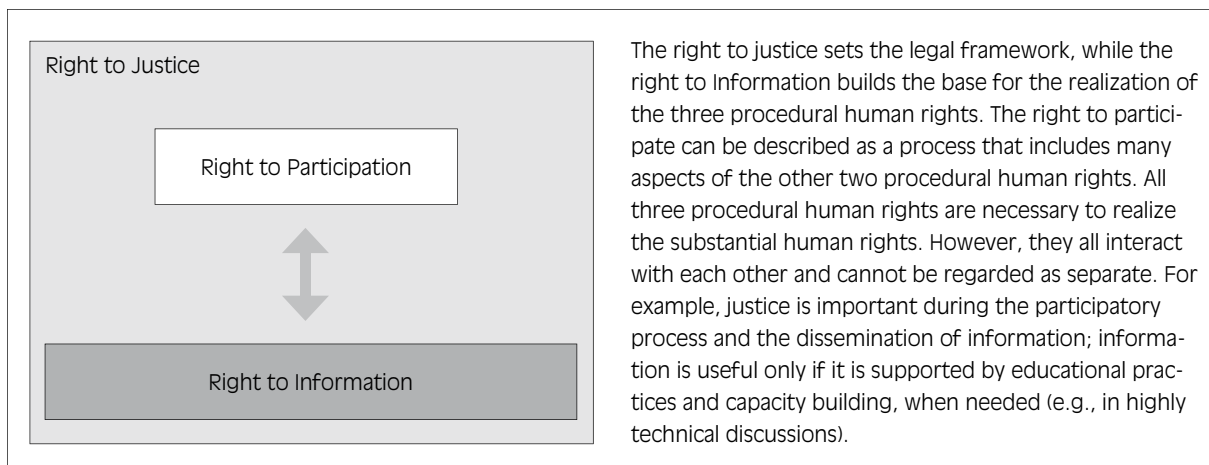 Right to Justice
Right to Participation
Right to Information
The right to justice sets the legal framework, while the
right to Information builds the base for the realization of
the three procedural human rights. The right to partici-
pate can be described as a process that includes many
aspects of the other two procedural human rights. All
three procedural human rights are necessary to realize
the substantial human rights. However, they all interact
with each other and cannot be regarded as separate. For
example, justice is important during the participatory
process and the dissemination of information; informa-
tion is useful only if it is supported by educational prac-
tices and capacity building, when needed (e.g., in highly
technical discussions).